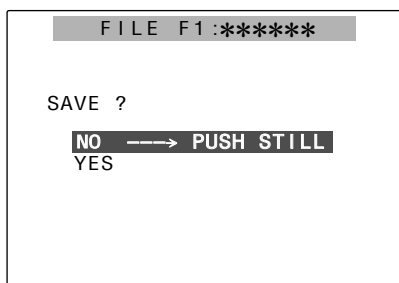 FILE F1:******
SAVE ?
NO ---→ PUSH STILL
YES